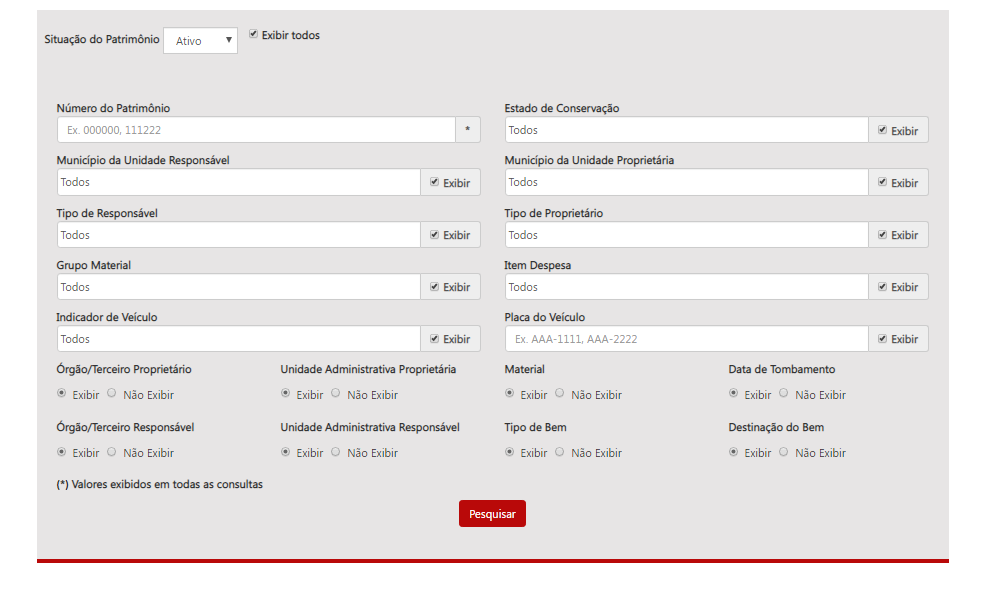 Situação do Patrimônio Ativo Exibir todos
Número do Patrimônio Estado de Conservação
Ex. 000000, 111222 * Todos Exibir
Município da Unidade Responsável Município da Unidade Proprietária
Todos Exibir Todos Exibir
Tipo de Responsável Tipo de Proprietário
Todos Exibir Todos Exibir
Grupo Material Item Despesa
Todos Exibir Todos Exibir
Indicador de Veículo Placa do Veículo
Todos Exibir Ex. AAA-1111, AAA-2222 Exibir
Órgão/Terceiro Proprietário Unidade Administrativa Proprietária Material Data de Tombamento
Exibir Não Exibir Exibir Não Exibir Exibir Não Exibir Exibir Não Exibir
Órgão/Terceiro Responsável Unidade Administrativa Responsável Tipo de Bem Destinação do Bem
Exibir Não Exibir Exibir Não Exibir Exibir Não Exibir Exibir Não Exibir
(*) Valores exibidos em todas as consultas
Pesquisar